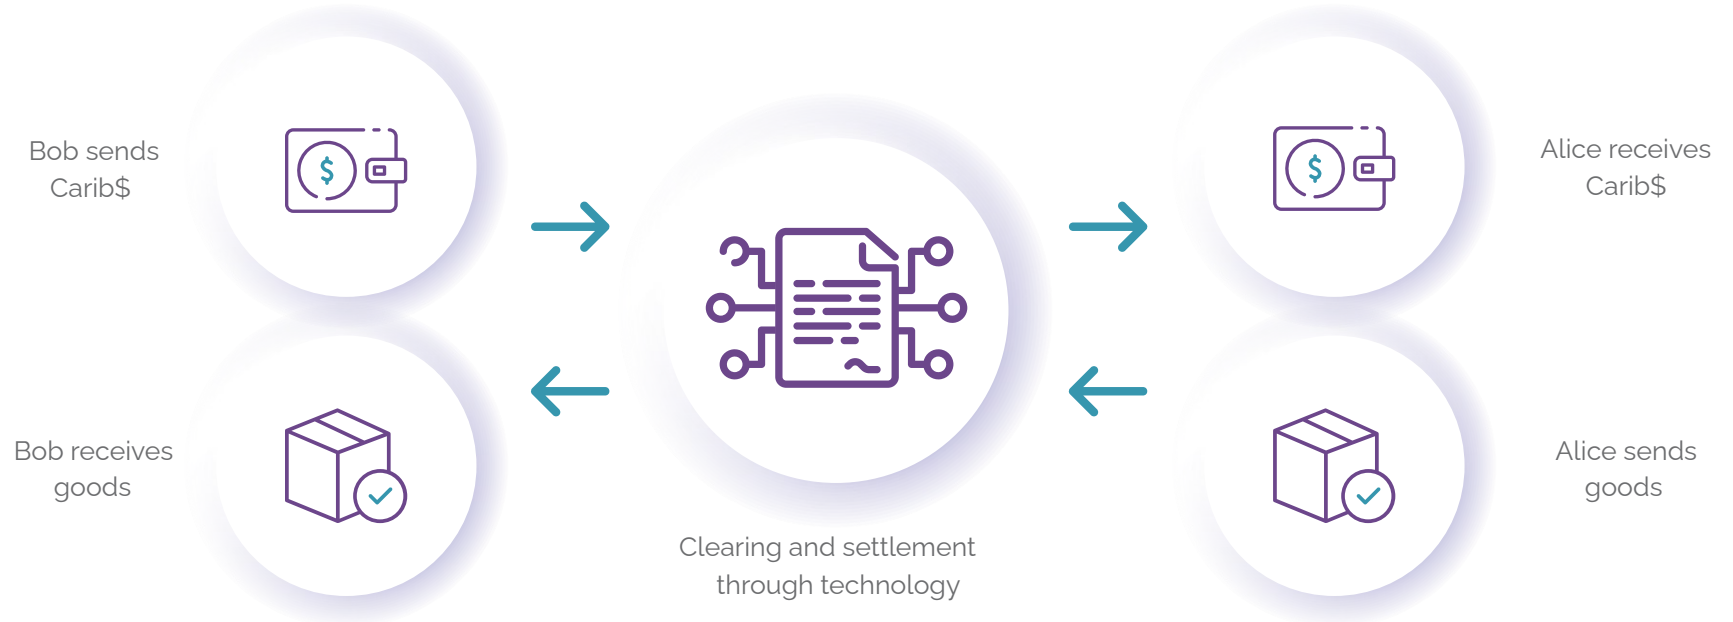 Bob sends
Carib$
Alice receives
Carib$
$
$
Bob receives
goods
Alice sends
goods
Clearing and settlement
through technology